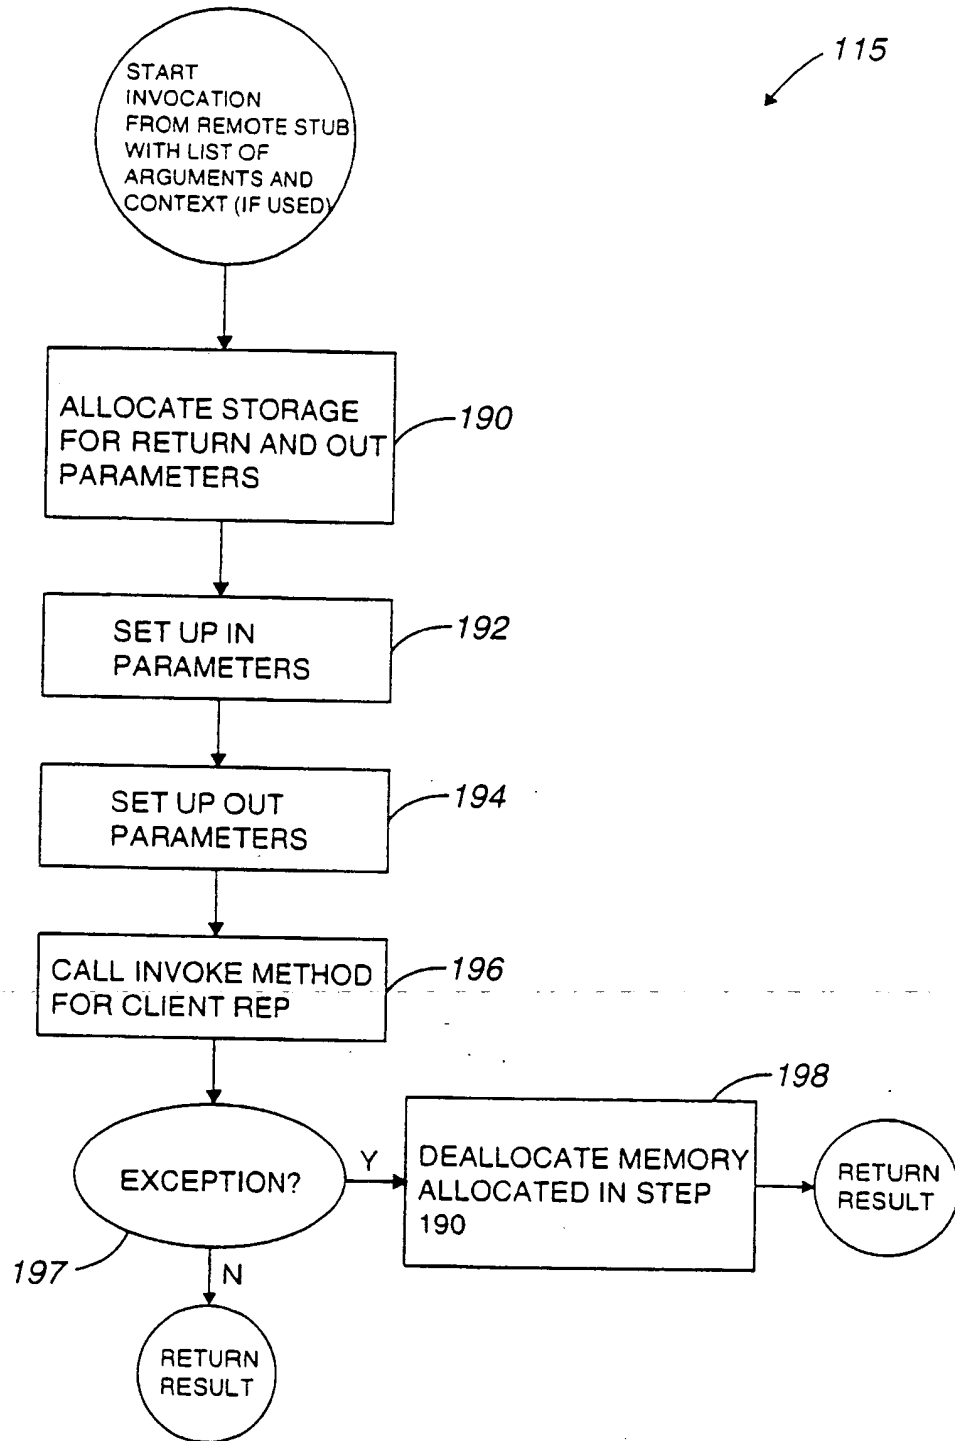 115
START
INVOCATION
FROM REMOTE STUB
WITH LIST OF
ARGUMENTS AND
CONTEXT (IF USED)
ALLOCATE STORAGE
FOR RETURN AND OUT
PARAMETERS
190
SET UP IN
PARAMETERS
192
SET UP OUT
PARAMETERS
194
CALL INVOKE METHOD
FOR CLIENT REP
196
EXCEPTION?
197
Y
N
DEALLOCATE MEMORY
ALLOCATED IN STEP
190
198
RETURN
RESULT
RETURN
RESULT